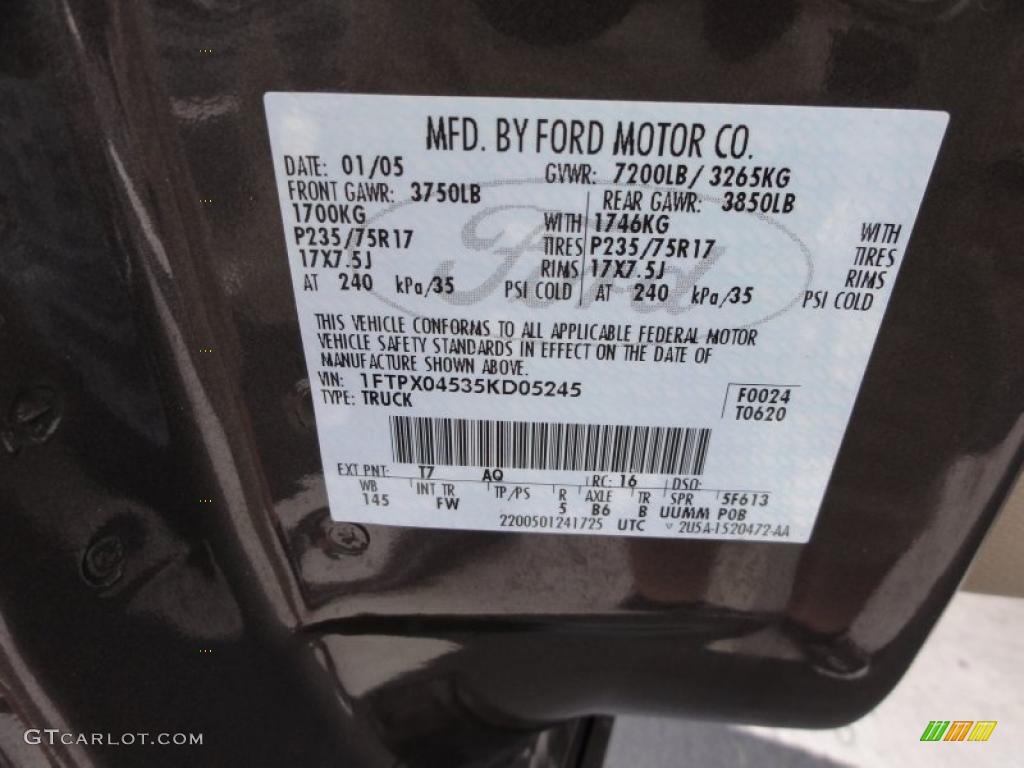 MFD. BY FORD MOTOR CO.
DATE: 01/05 GVWR: 7200LB/ 3265KG
FRONT GAWR: 3750LB REAR GAWR: 3850LB
1700KG WITH 1746KG WITH
P235/75R17 TIRES P235/75R17 TIRES
17X7.5J RIMS 17X7.5J RIMS
AT 240 kPa/35 PSI COLD AT 240 kPa/35 PSI COLD
Ford
THIS VEHICLE CONFORMS TO ALL APPLICABLE FEDERAL MOTOR
VEHICLE SAFETY STANDARDS IN EFFECT ON THE DATE OF
MANUFACTURE SHOWN ABOVE.
VIN: 1FTPX04535KD05245
TYPE: TRUCK
F0024
T0620
EXT PNT: T7 AQ RC: 16 DSO:
WB INT TR TP/PS R AXLE TR SPR 5F613
145 FW 5 B6 B UUMM P0B
2200501241725 UTC 2U5A-1520472-AA
GTCARLOT.COM